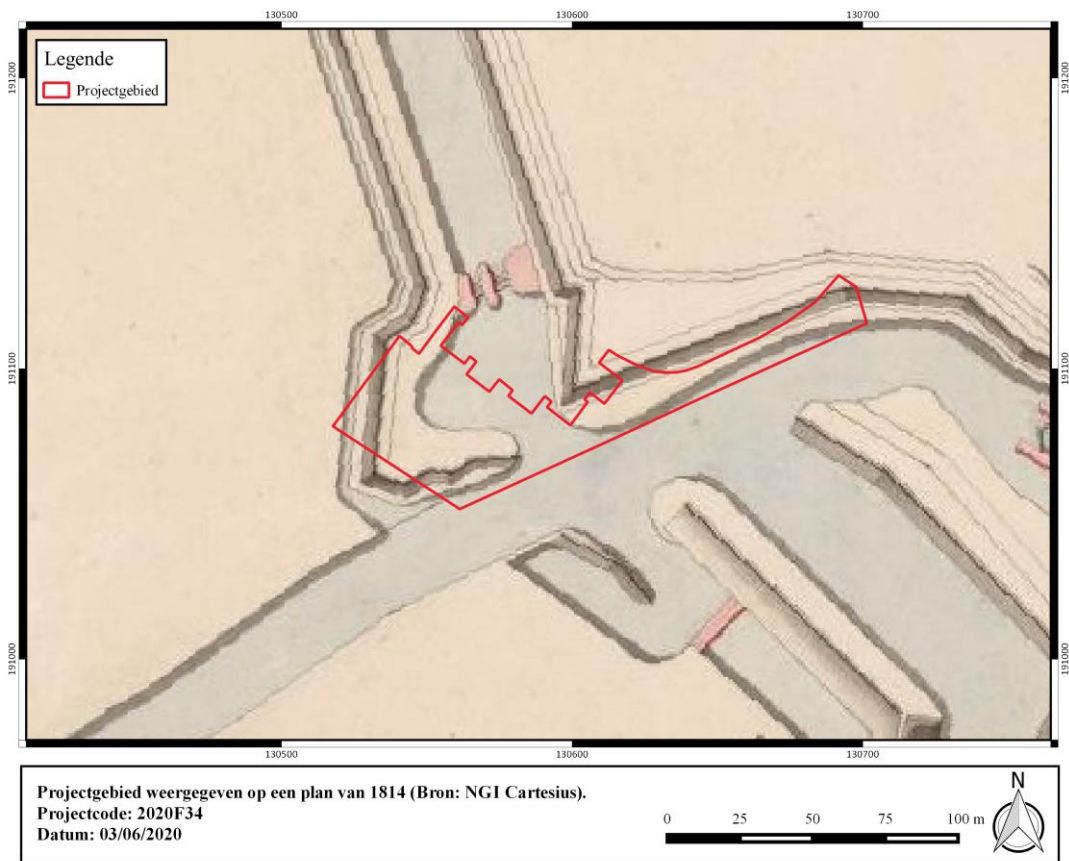 130500 130600 130700
191200 191200
Legende
Projectgebied
191100 191100
191000 191000
130500 130600 130700
Projectgebied weergegeven op een plan van 1814 (Bron: NGI Cartesius).
Projectcode: 2020F34
Datum: 03/06/2020
0 25 50 75 100 m
N